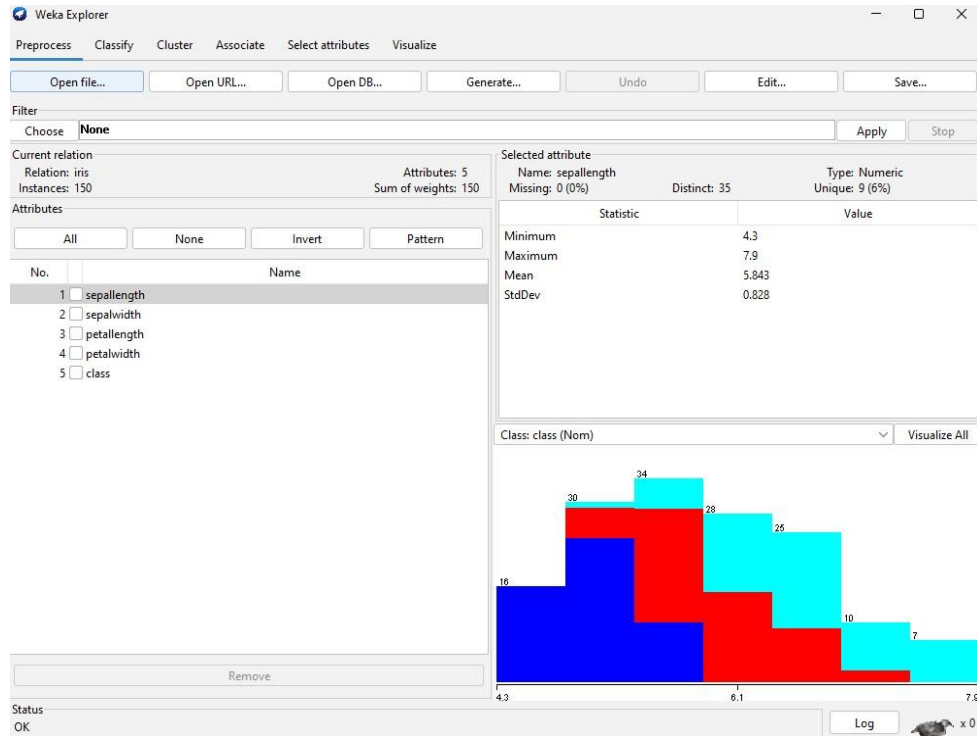 Weka Explorer
Preprocess Classify Cluster Associate Select attributes Visualize
Open file... Open URL... Open DB... Generate... Undo Edit... Save...
Filter
Choose None Apply Stop
Current relation
Relation: iris Attributes: 5
Instances: 150 Sum of weights: 150
Attributes
All None Invert Pattern
No. Name
1 sepallength
2 sepalwidth
3 petallength
4 petalwidth
5 class
Remove
Selected attribute
Name: sepallength Type: Numeric
Missing: 0 (0%) Distinct: 35 Unique: 9 (6%)
Statistic Value
Minimum 4.3
Maximum 7.9
Mean 5.843
StdDev 0.828
Class: class (Nom) Visualize All
16 30 34 28 25 10 7
4.3 6.1 7.9
Status
OK Log x 0